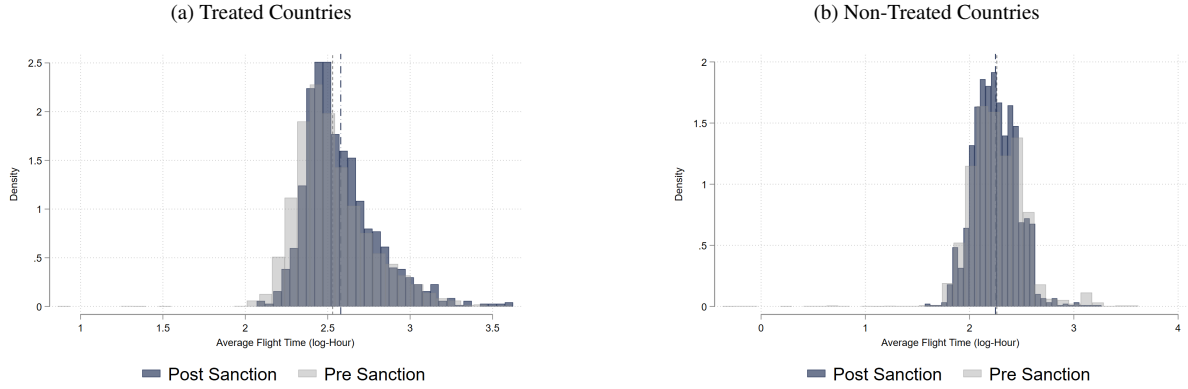 (a) Treated Countries
2.5
2
1.5
1
.5
0
Density
1 1.5 2 2.5 3 3.5
Average Flight Time (log-Hour)
Post Sanction Pre Sanction
(b) Non-Treated Countries
2
1.5
1
.5
0
Density
0 1 2 3 4
Average Flight Time (log-Hour)
Post Sanction Pre Sanction